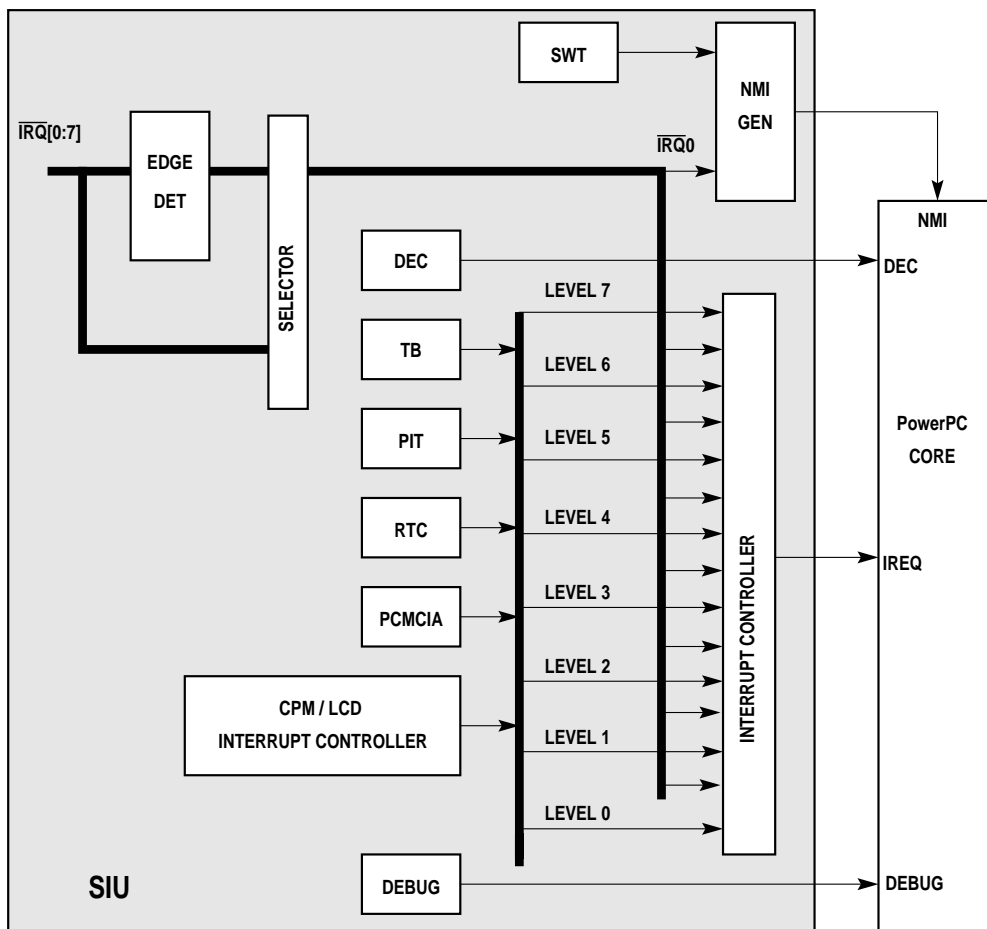 SWT
NMI
GEN
I̅R̅Q̅[0:7]
EDGE
DET
SELECTOR
I̅R̅Q̅0
NMI
DEC
DEC
LEVEL 7
TB
LEVEL 6
PIT
LEVEL 5
PowerPC
CORE
RTC
LEVEL 4
INTERRUPT CONTROLLER
IREQ
PCMCIA
LEVEL 3
LEVEL 2
CPM / LCD
INTERRUPT CONTROLLER
LEVEL 1
LEVEL 0
SIU
DEBUG
DEBUG